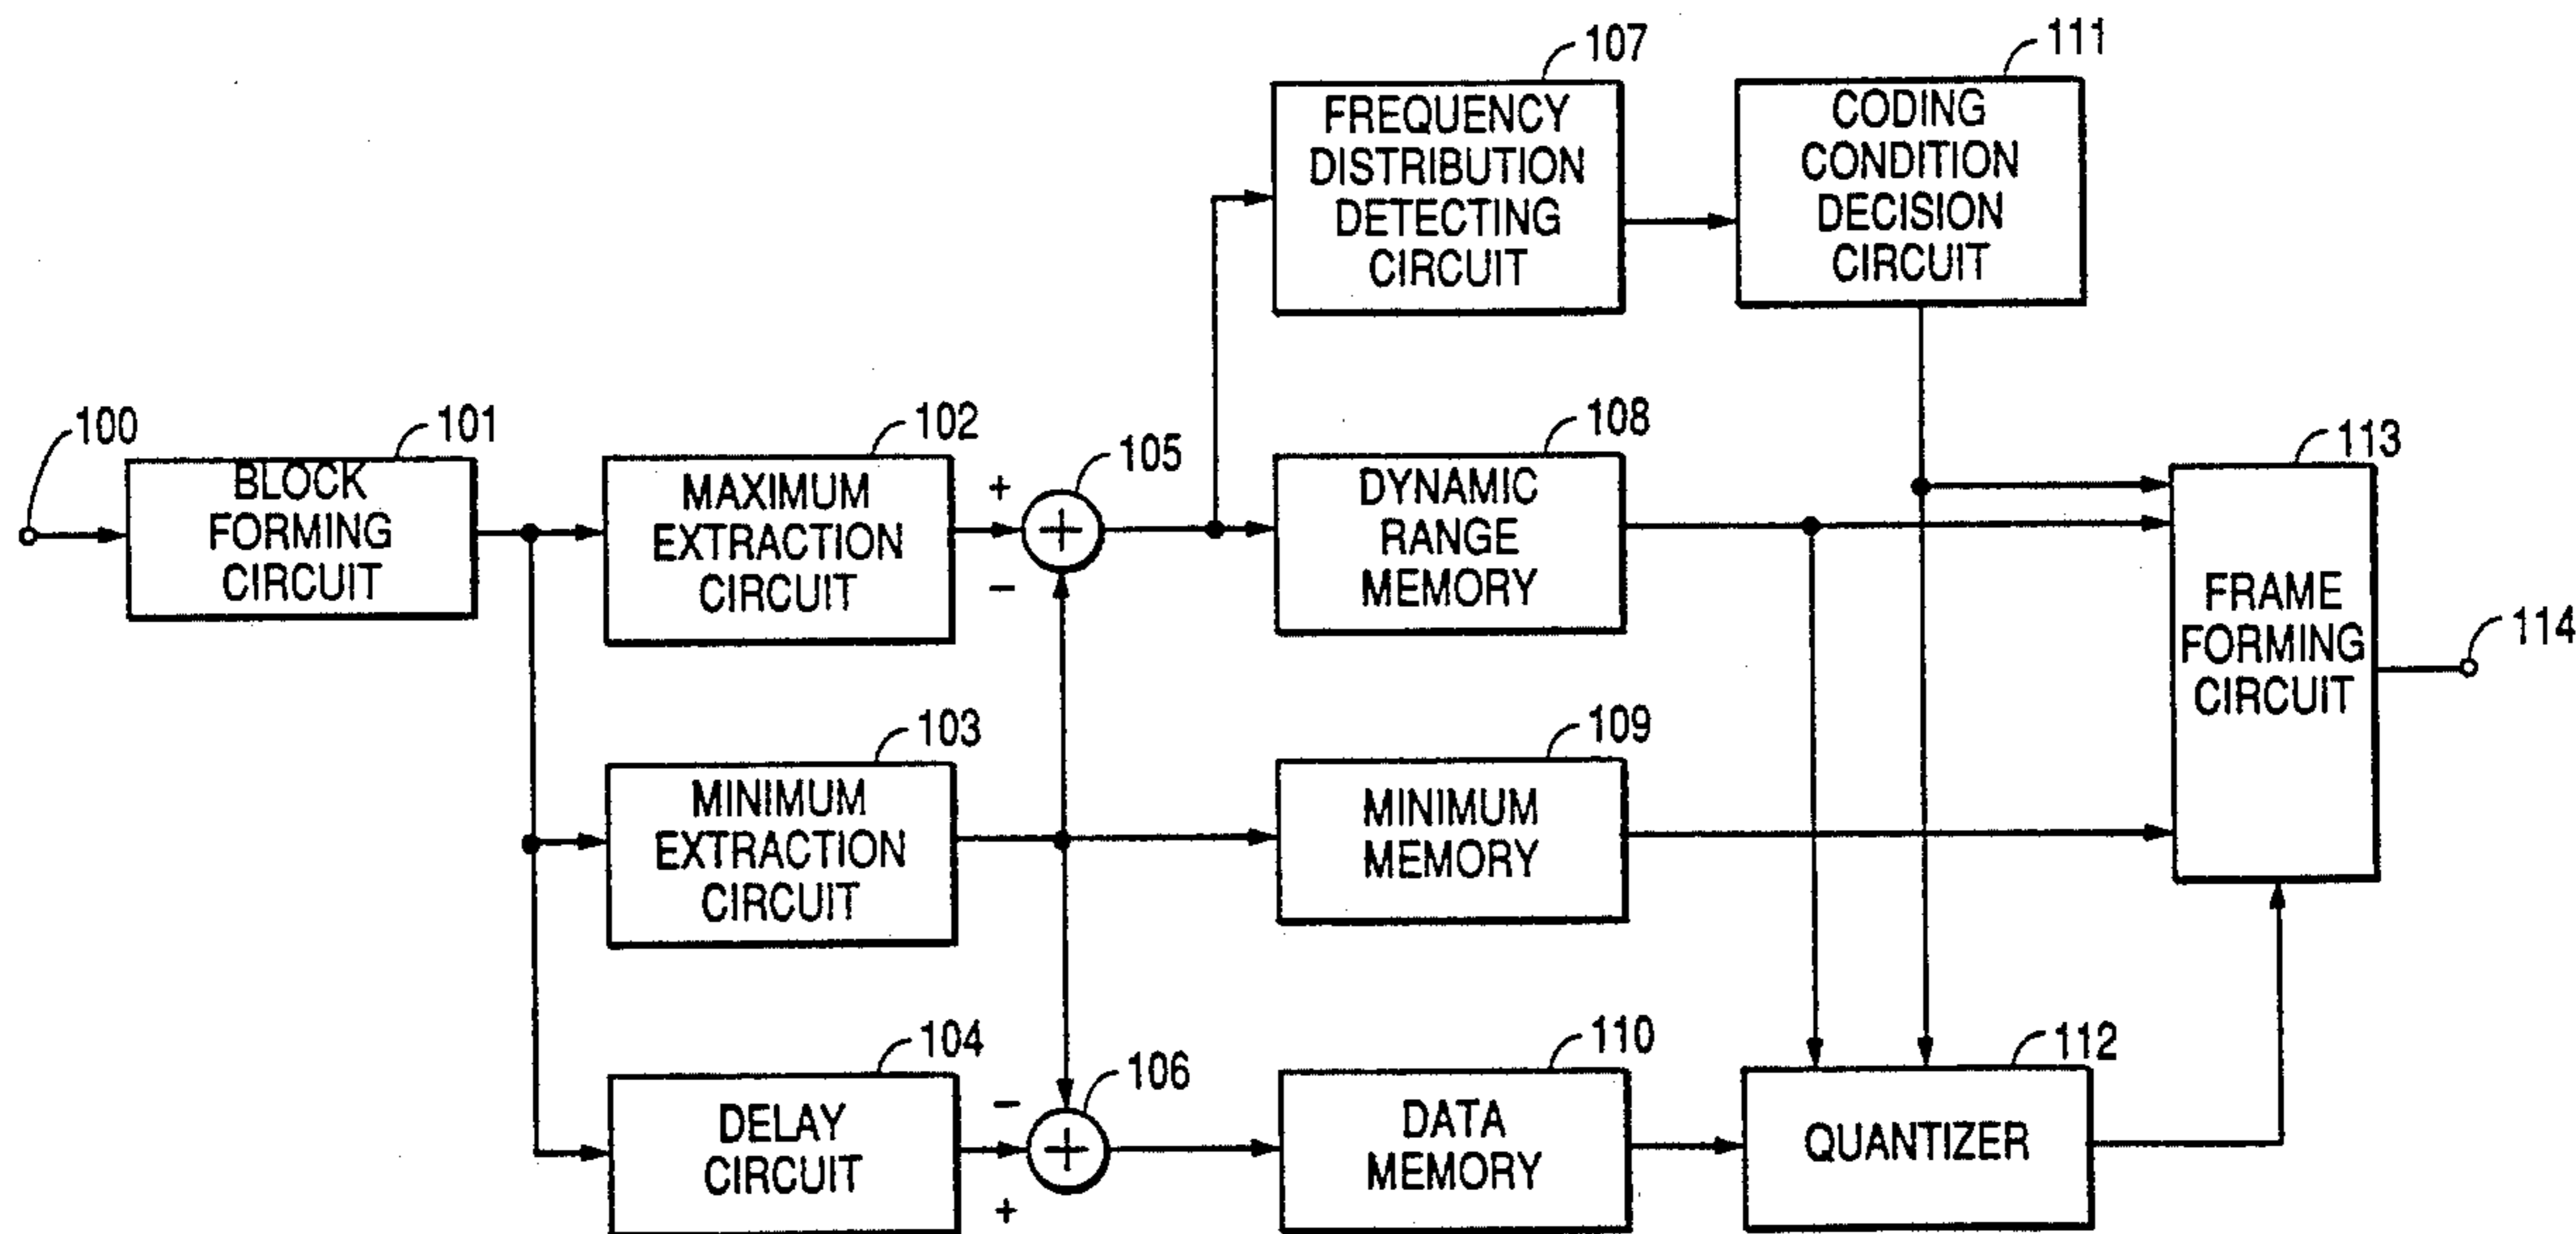 107
FREQUENCY
DISTRIBUTION
DETECTING
CIRCUIT
111
CODING
CONDITION
DECISION
CIRCUIT
100
101
BLOCK
FORMING
CIRCUIT
102
MAXIMUM
EXTRACTION
CIRCUIT
+
−
105
+
108
DYNAMIC
RANGE
MEMORY
113
FRAME
FORMING
CIRCUIT
114
103
MINIMUM
EXTRACTION
CIRCUIT
109
MINIMUM
MEMORY
104
DELAY
CIRCUIT
−
+
106
+
110
DATA
MEMORY
112
QUANTIZER